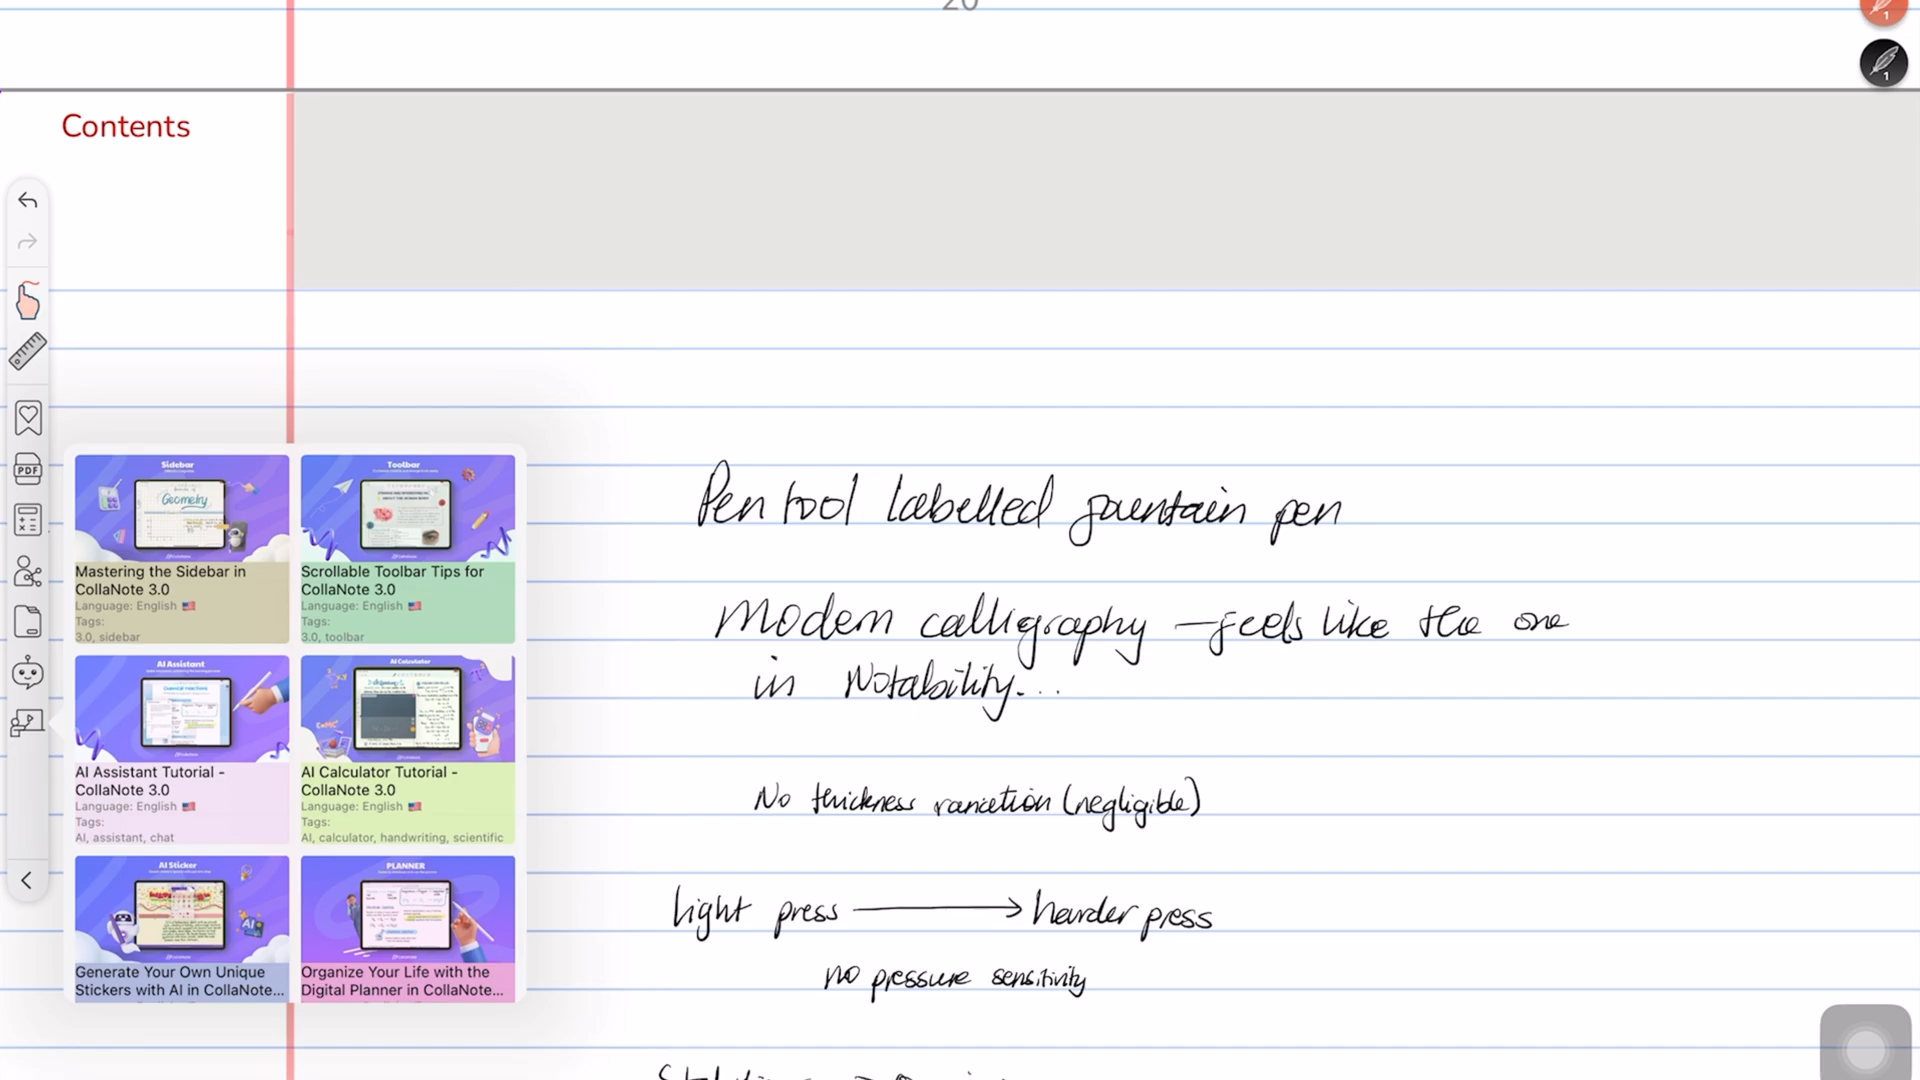 20
1
1
Contents
Pen tool labelled fountain pen
Modern calligraphy - feels like the one
in Notability...
No thickness variation (negligible)
light press → harder press
no pressure sensitivity
PDF
Sidebar
Geometry
Mastering the Sidebar in
CollaNote 3.0
Language: English 🇺🇸
Tags:
3.0, sidebar
Toolbar
Scrollable Toolbar Tips for
CollaNote 3.0
Language: English 🇺🇸
Tags:
3.0, toolbar
AI Assistant
AI Assistant Tutorial -
CollaNote 3.0
Language: English 🇺🇸
Tags:
AI, assistant, chat
AI Calculator
AI Calculator Tutorial -
CollaNote 3.0
Language: English 🇺🇸
Tags:
AI, calculator, handwriting, scientific
AI Sticker
AI
Generate Your Own Unique
Stickers with AI in CollaNote...
PLANNER
Organize Your Life with the
Digital Planner in CollaNote...